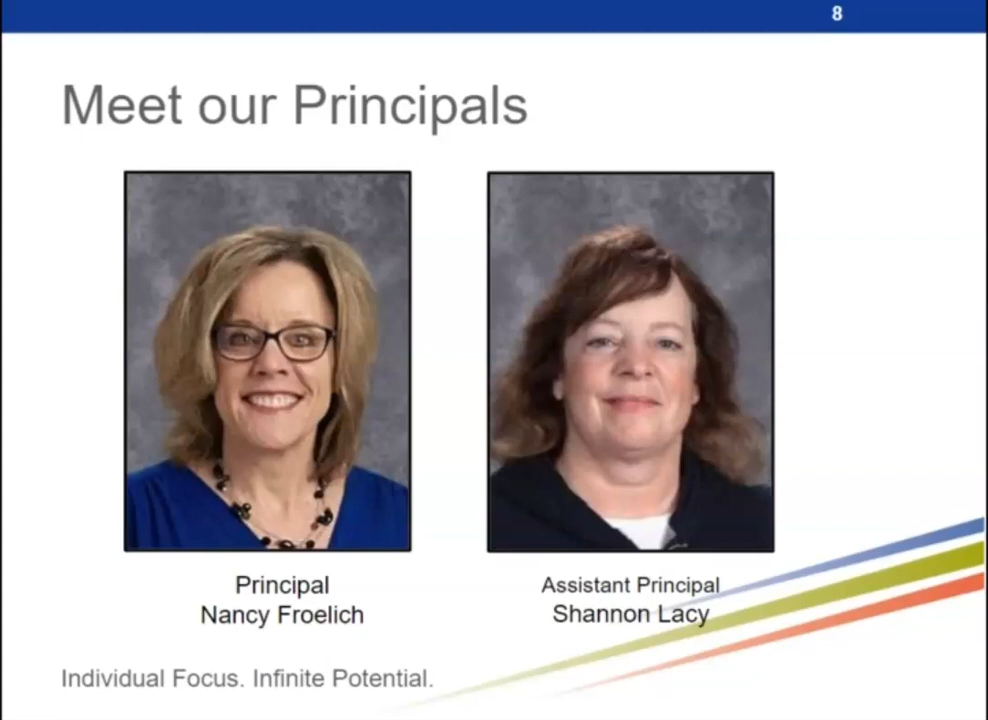 8
Meet our Principals
Principal
Nancy Froelich
Assistant Principal
Shannon Lacy
Individual Focus. Infinite Potential.